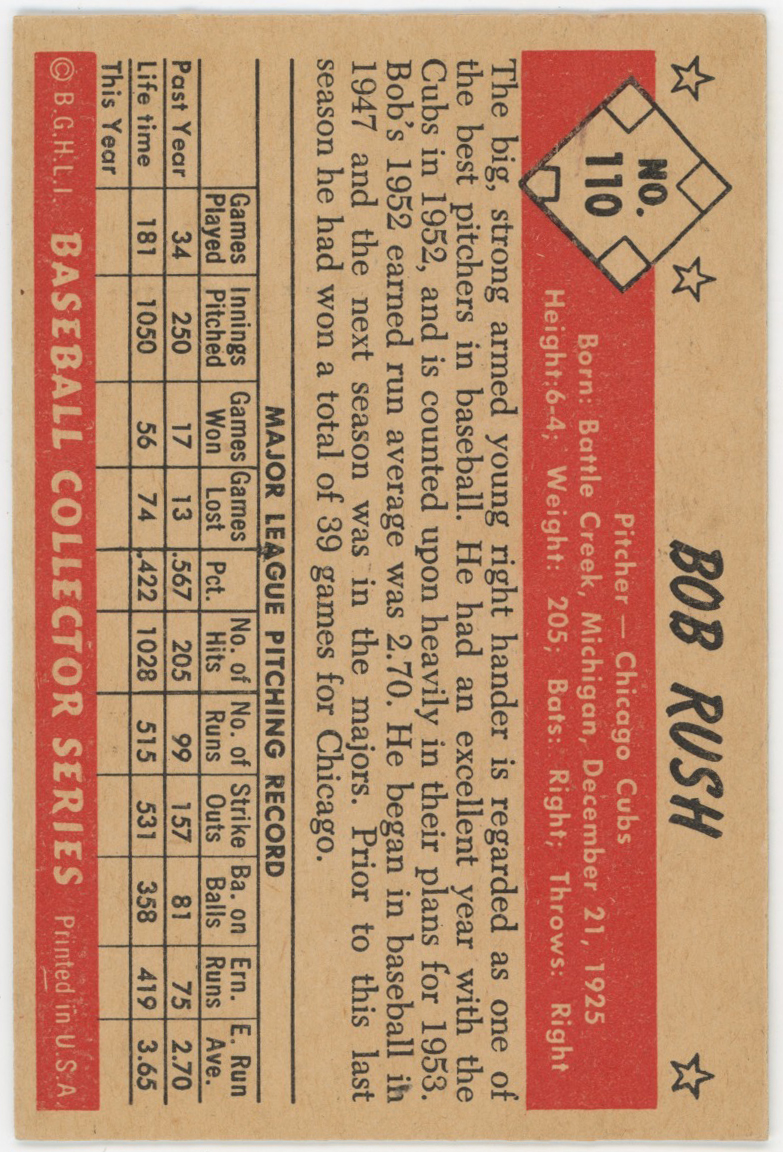 BOB RUSH
NO.
110
Pitcher — Chicago Cubs
Born: Battle Creek, Michigan, December 21, 1925
Height:6-4; Weight: 205; Bats: Right; Throws: Right
The big, strong armed young right hander is regarded as one of
the best pitchers in baseball. He had an excellent year with the
Cubs in 1952, and is counted upon heavily in their plans for 1953.
Bob's 1952 earned run average was 2.70. He began in baseball in
1947 and the next season was in the majors. Prior to this last
season he had won a total of 39 games for Chicago.
MAJOR LEAGUE PITCHING RECORD
Games Innings Games Games No. of No. of Strike Ba. on Ern. E. Run
Played Pitched Won Lost Pct. Hits Runs Outs Balls Runs Ave.
Past Year 34 250 17 13 .567 205 99 157 81 75 2.70
Life time 181 1050 56 74 .422 1028 515 531 358 419 3.65
This Year
© B.G.H.L.I. BASEBALL COLLECTOR SERIES Printed in U.S.A